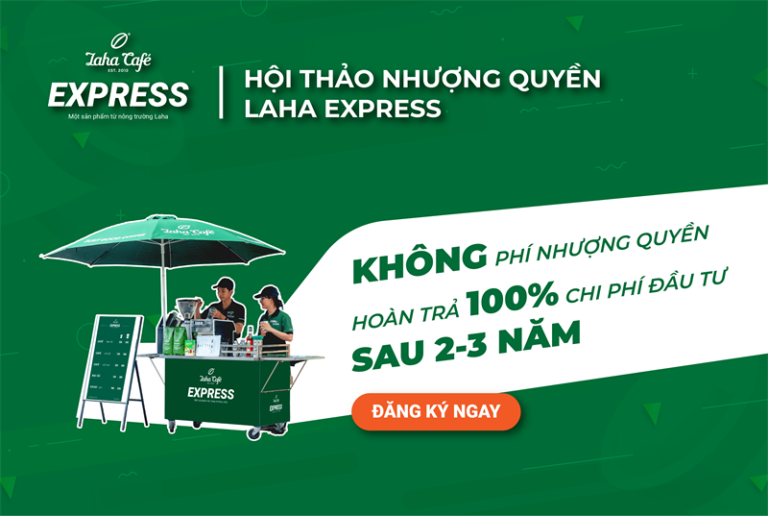 Laha Café
EST. 2010
EXPRESS
Một sản phẩm từ nông trường Laha
HỘI THẢO NHƯỢNG QUYỀN
LAHA EXPRESS
Laha Café
KHÔNG PHÍ NHƯỢNG QUYỀN
HOÀN TRẢ 100% CHI PHÍ ĐẦU TƯ
SAU 2-3 NĂM
ĐĂNG KÝ NGAY
Laha Café
EXPRESS
EXPRESS